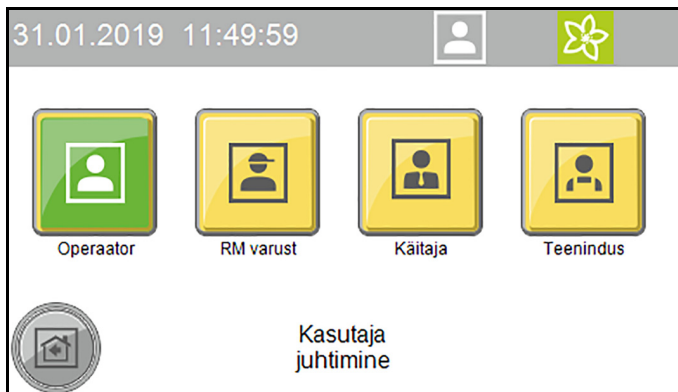 31.01.2019 11:49:59
Operaator
RM varust
Käitaja
Teenindus
Kasutaja
juhtimine